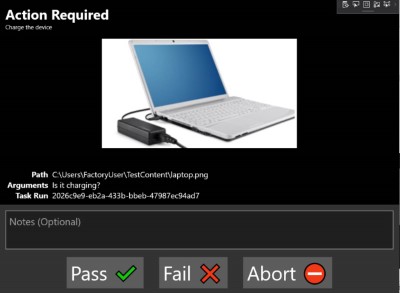 Action Required
Charge the device
Path C:\Users\FactoryUser\TestContent\laptop.png
Arguments Is it charging?
Task Run 2026c9e9-eb2a-433b-bbeb-47987ec94ad7
Notes (Optional)
Pass
Fail
Abort